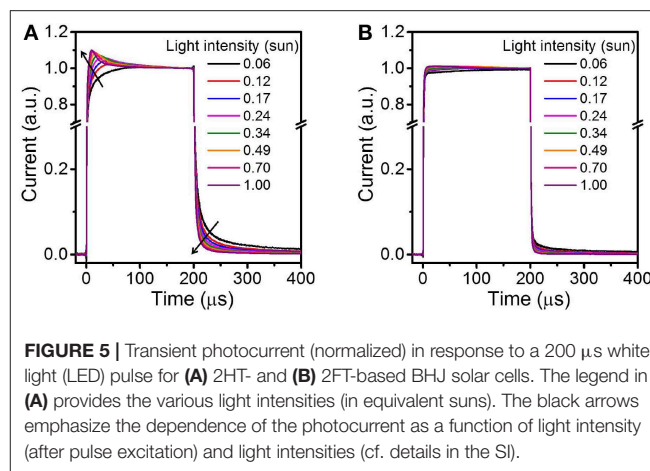 A
1.2
1.0
0.8
0.2
0.0
Current (a.u.)
Light intensity (sun)
0.06
0.12
0.17
0.24
0.34
0.49
0.70
1.00
0 100 200 300 400
Time (μs)
B
1.2
1.0
0.8
0.2
0.0
Current (a.u.)
Light intensity (sun)
0.06
0.12
0.17
0.24
0.34
0.49
0.70
1.00
0 100 200 300 400
Time (μs)
FIGURE 5 | Transient photocurrent (normalized) in response to a 200 μs white
light (LED) pulse for (A) 2HT- and (B) 2FT-based BHJ solar cells. The legend in
(A) provides the various light intensities (in equivalent suns). The black arrows
emphasize the dependence of the photocurrent as a function of light intensity
(after pulse excitation) and light intensities (cf. details in the SI).